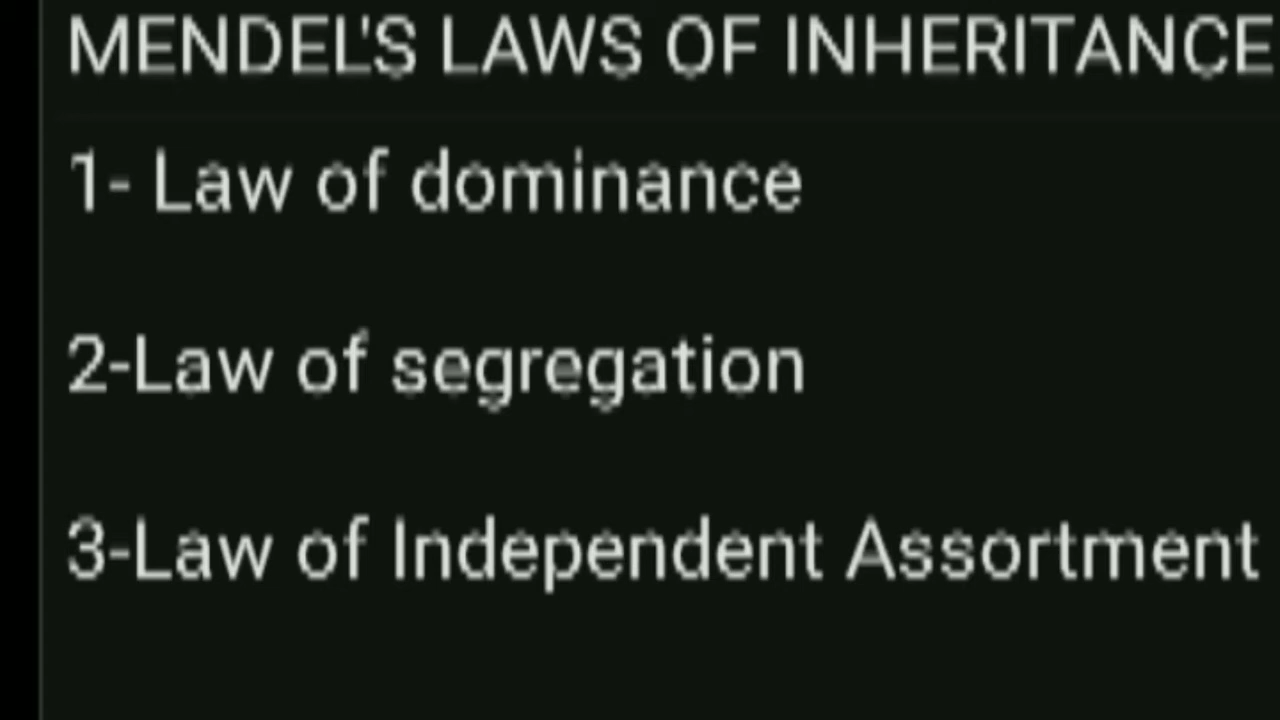 MENDEL'S LAWS OF INHERITANCE
1- Law of dominance
2-Law of segregation
3-Law of Independent Assortment